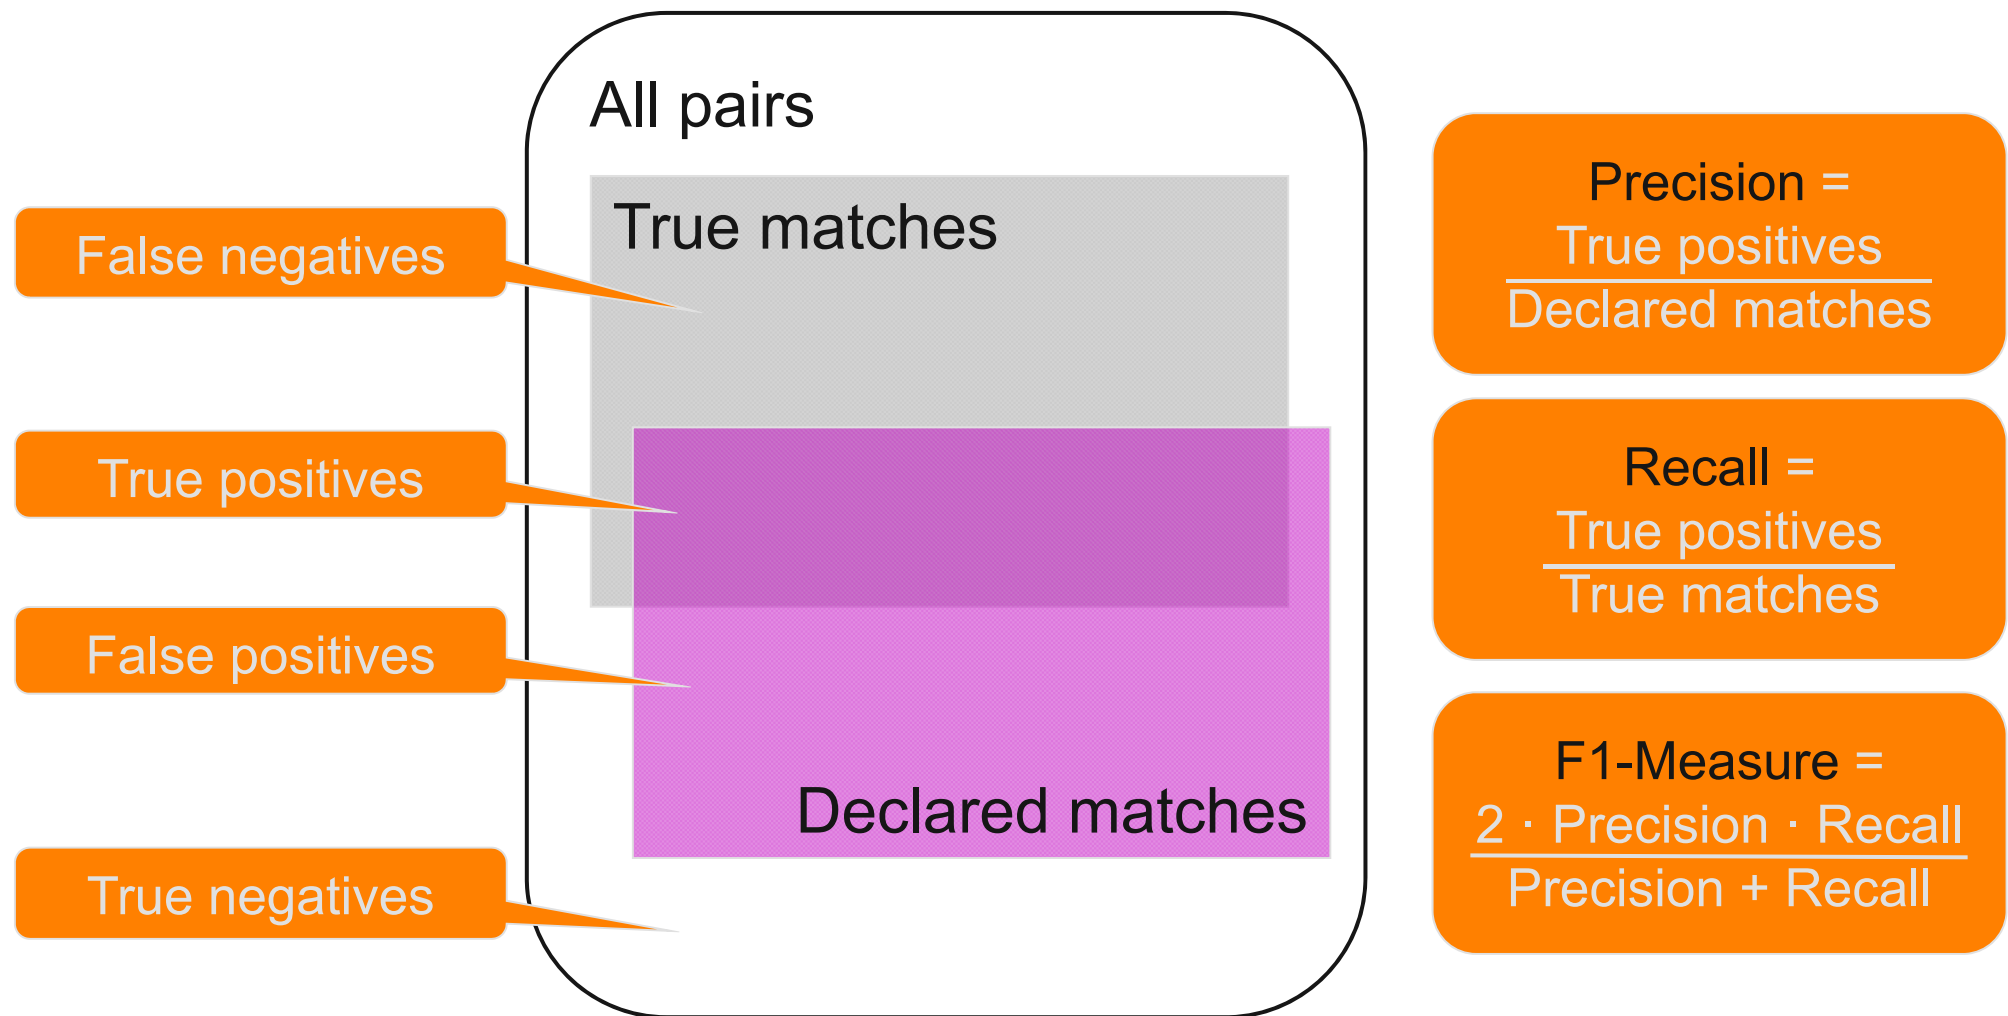 All pairs
True matches
Declared matches
False negatives
True positives
False positives
True negatives
Precision =
True positives
Declared matches
Recall =
True positives
True matches
F1-Measure =
2 · Precision · Recall
Precision + Recall